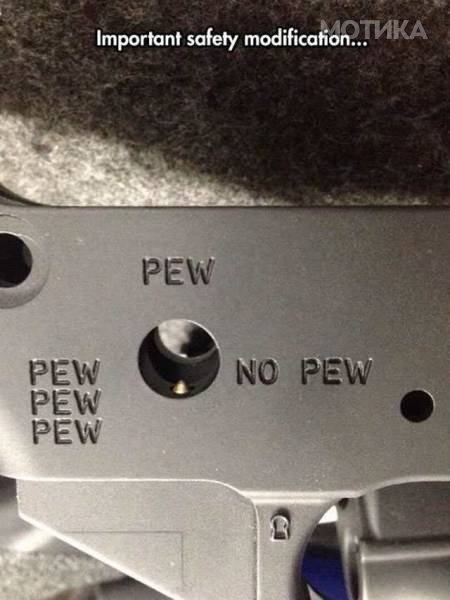 МОТИКА
Important safety modification...
PEW
PEW
PEW
PEW
NO PEW